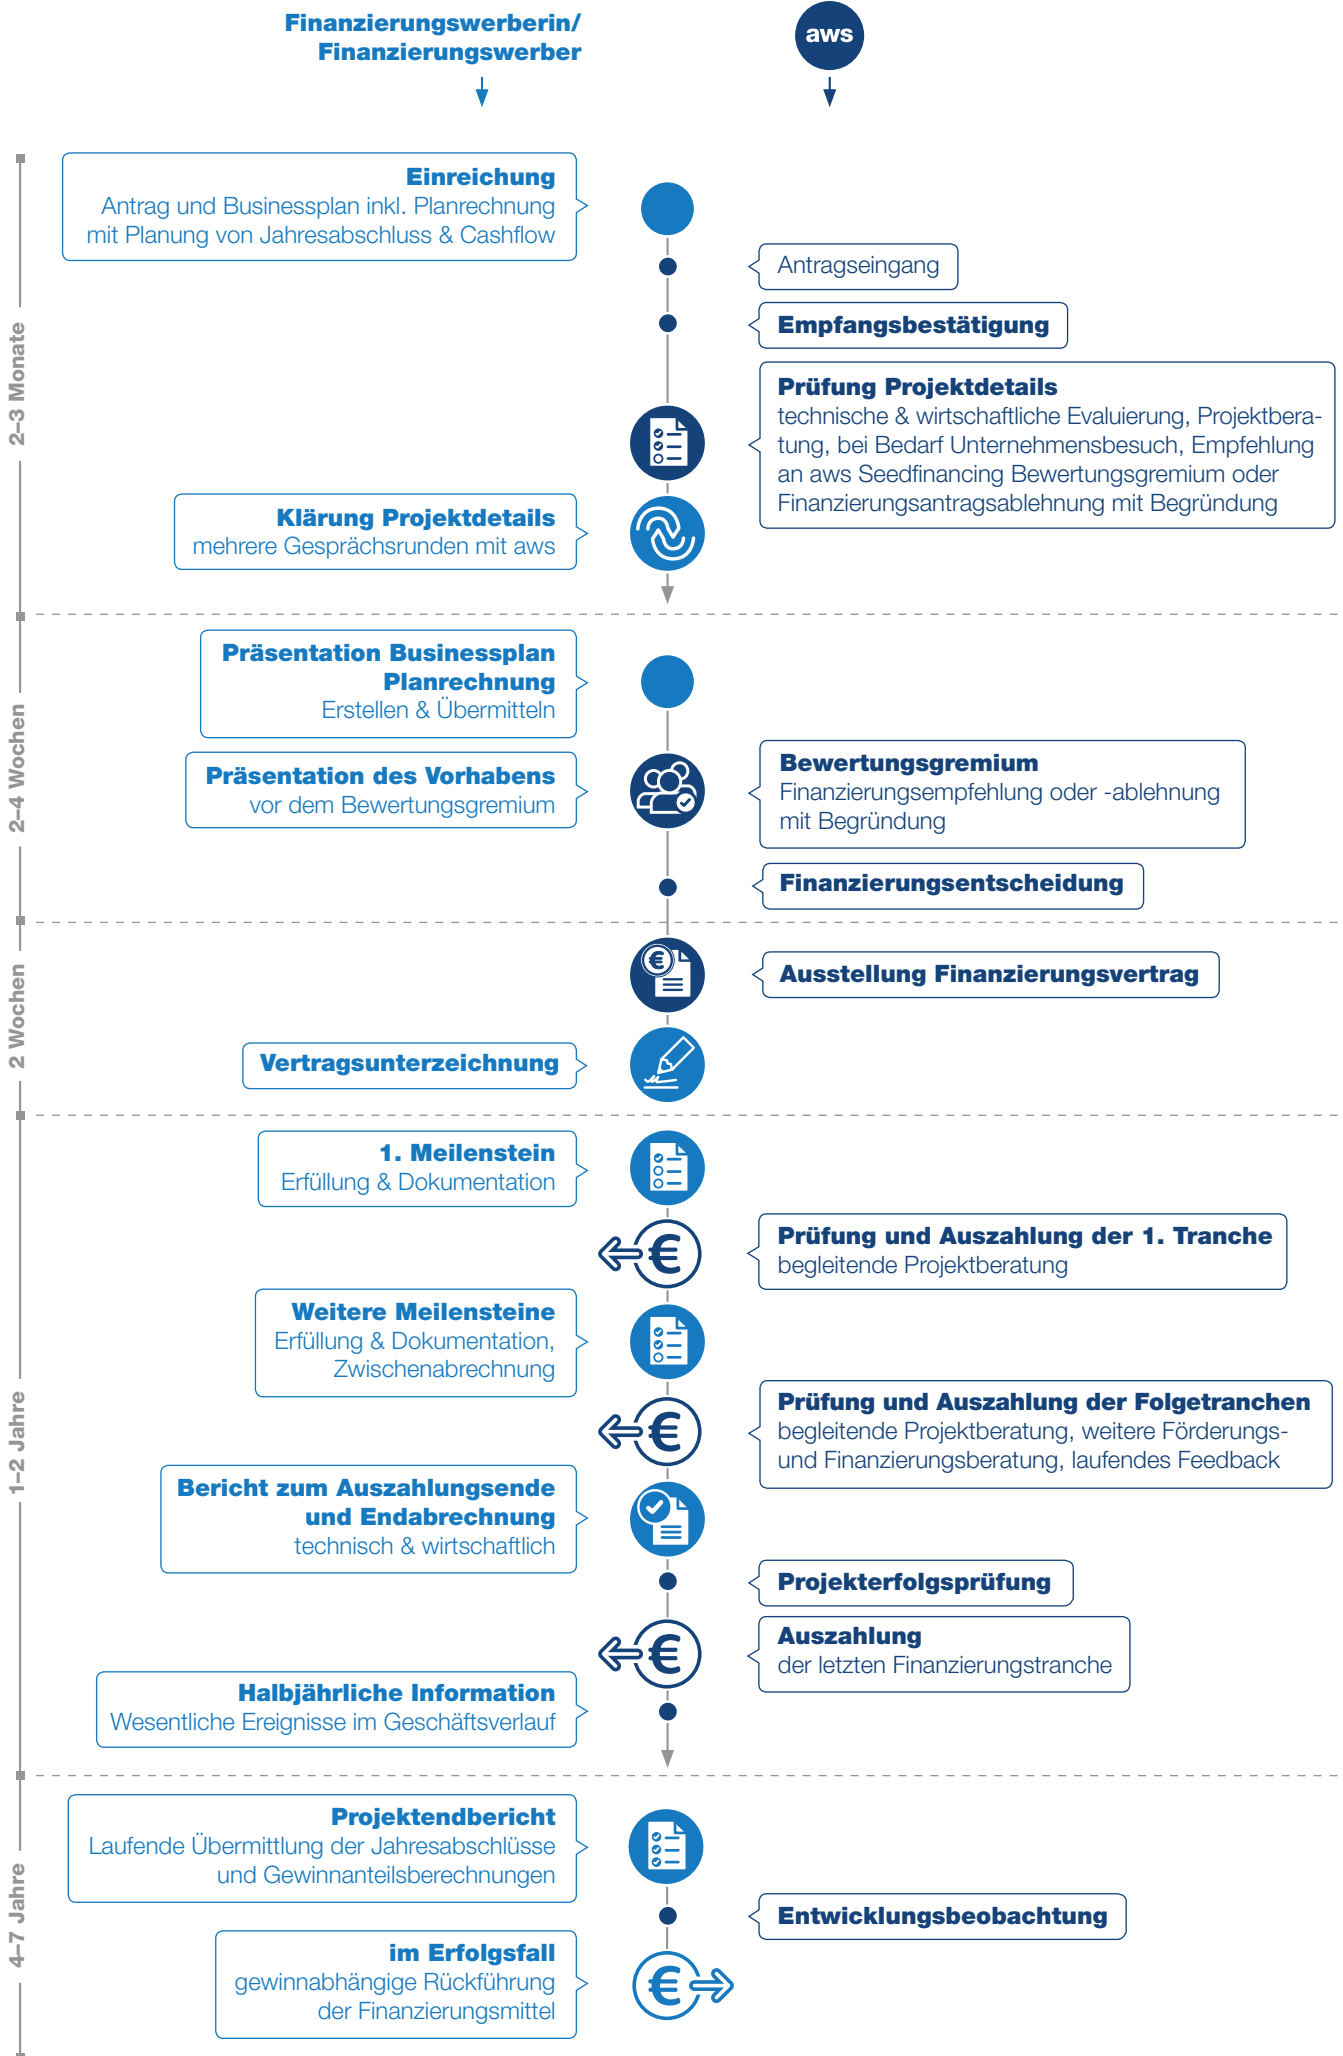 Finanzierungswerberin/
Finanzierungswerber
aws
2–3 Monate
Einreichung
Antrag und Businessplan inkl. Planrechnung
mit Planung von Jahresabschluss & Cashflow
Antragseingang
Empfangsbestätigung
Prüfung Projektdetails
technische & wirtschaftliche Evaluierung, Projektbera-
tung, bei Bedarf Unternehmensbesuch, Empfehlung
an aws Seedfinancing Bewertungsgremium oder
Finanzierungsantragsablehnung mit Begründung
Klärung Projektdetails
mehrere Gesprächsrunden mit aws
2–4 Wochen
Präsentation Businessplan
Planrechnung
Erstellen & Übermitteln
Präsentation des Vorhabens
vor dem Bewertungsgremium
Bewertungsgremium
Finanzierungsempfehlung oder -ablehnung
mit Begründung
Finanzierungsentscheidung
2 Wochen
€
Ausstellung Finanzierungsvertrag
Vertragsunterzeichnung
1–2 Jahre
1. Meilenstein
Erfüllung & Dokumentation
€
Prüfung und Auszahlung der 1. Tranche
begleitende Projektberatung
Weitere Meilensteine
Erfüllung & Dokumentation,
Zwischenabrechnung
€
Prüfung und Auszahlung der Folgetranchen
begleitende Projektberatung, weitere Förderungs-
und Finanzierungsberatung, laufendes Feedback
Bericht zum Auszahlungsende
und Endabrechnung
technisch & wirtschaftlich
Projekterfolgsprüfung
€
Auszahlung
der letzten Finanzierungstranche
Halbjährliche Information
Wesentliche Ereignisse im Geschäftsverlauf
4–7 Jahre
Projektendbericht
Laufende Übermittlung der Jahresabschlüsse
und Gewinnanteilsberechnungen
Entwicklungsbeobachtung
im Erfolgsfall
gewinnabhängige Rückführung
der Finanzierungsmittel
€